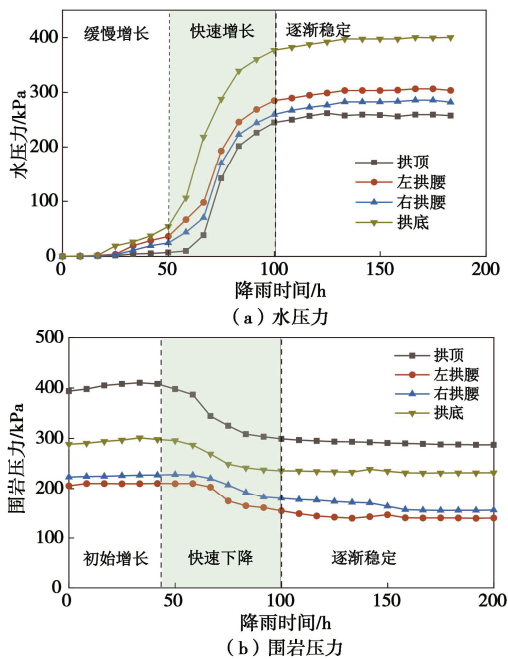 缓慢增长 快速增长 逐渐稳定
400
300
200
100
0
水压力/kPa
拱顶
左拱腰
右拱腰
拱底
0 50 100 150 200
降雨时间/h
(a)水压力
500
400
300
200
100
0
围岩压力/kPa
拱顶
左拱腰
右拱腰
拱底
初始增长 快速下降 逐渐稳定
0 50 100 150 200
降雨时间/h
(b)围岩压力